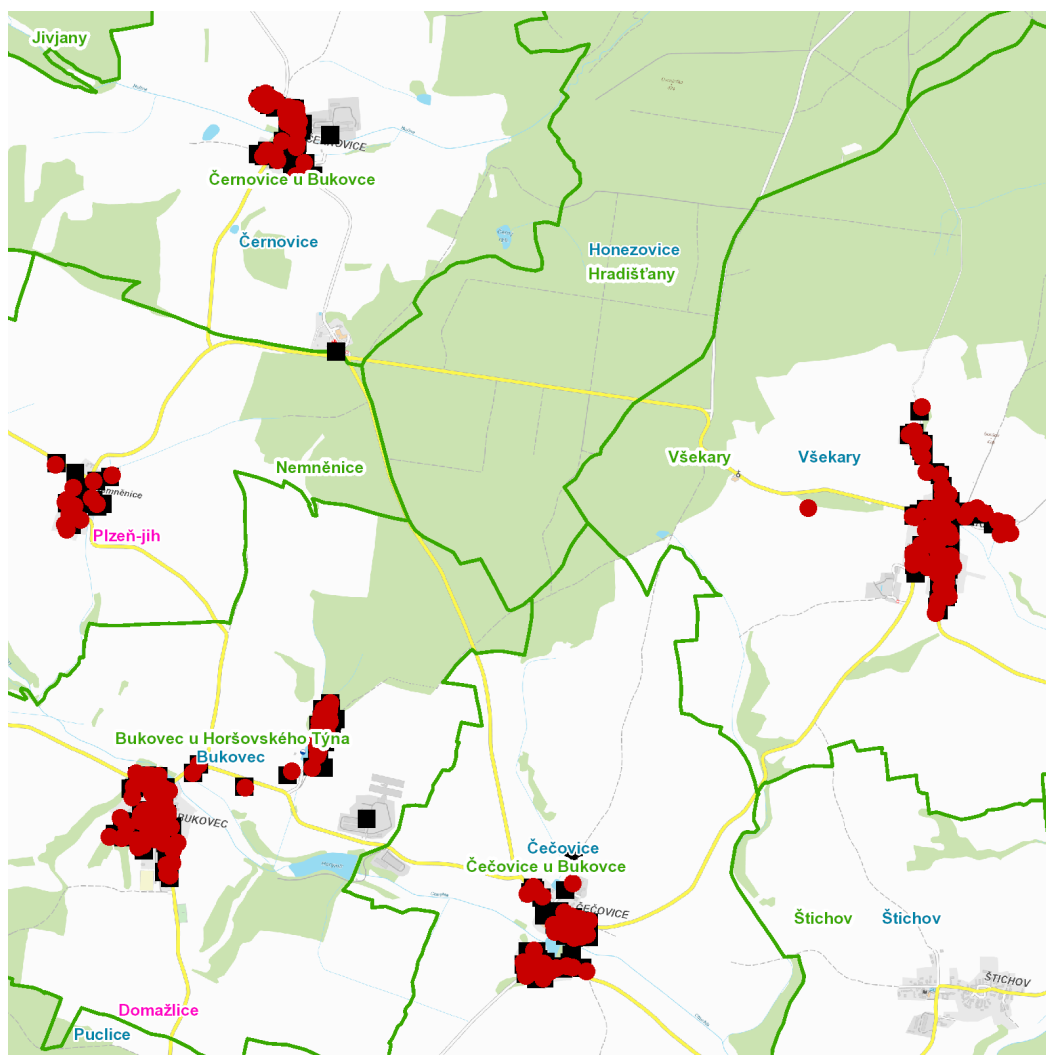 Jivjany
Černovice u Bukovce
Černovice
Honezovice
Hradišťany
Nemněnice
Všekary
Všekary
Plzeň-jih
Bukovec u Horšovského Týna
Bukovec
BUKOVEC
Čečovice
Čečovice u Bukovce
ČEČOVICE
Štichov
Štichov
ŠTICHOV
Domažlice
Puclice